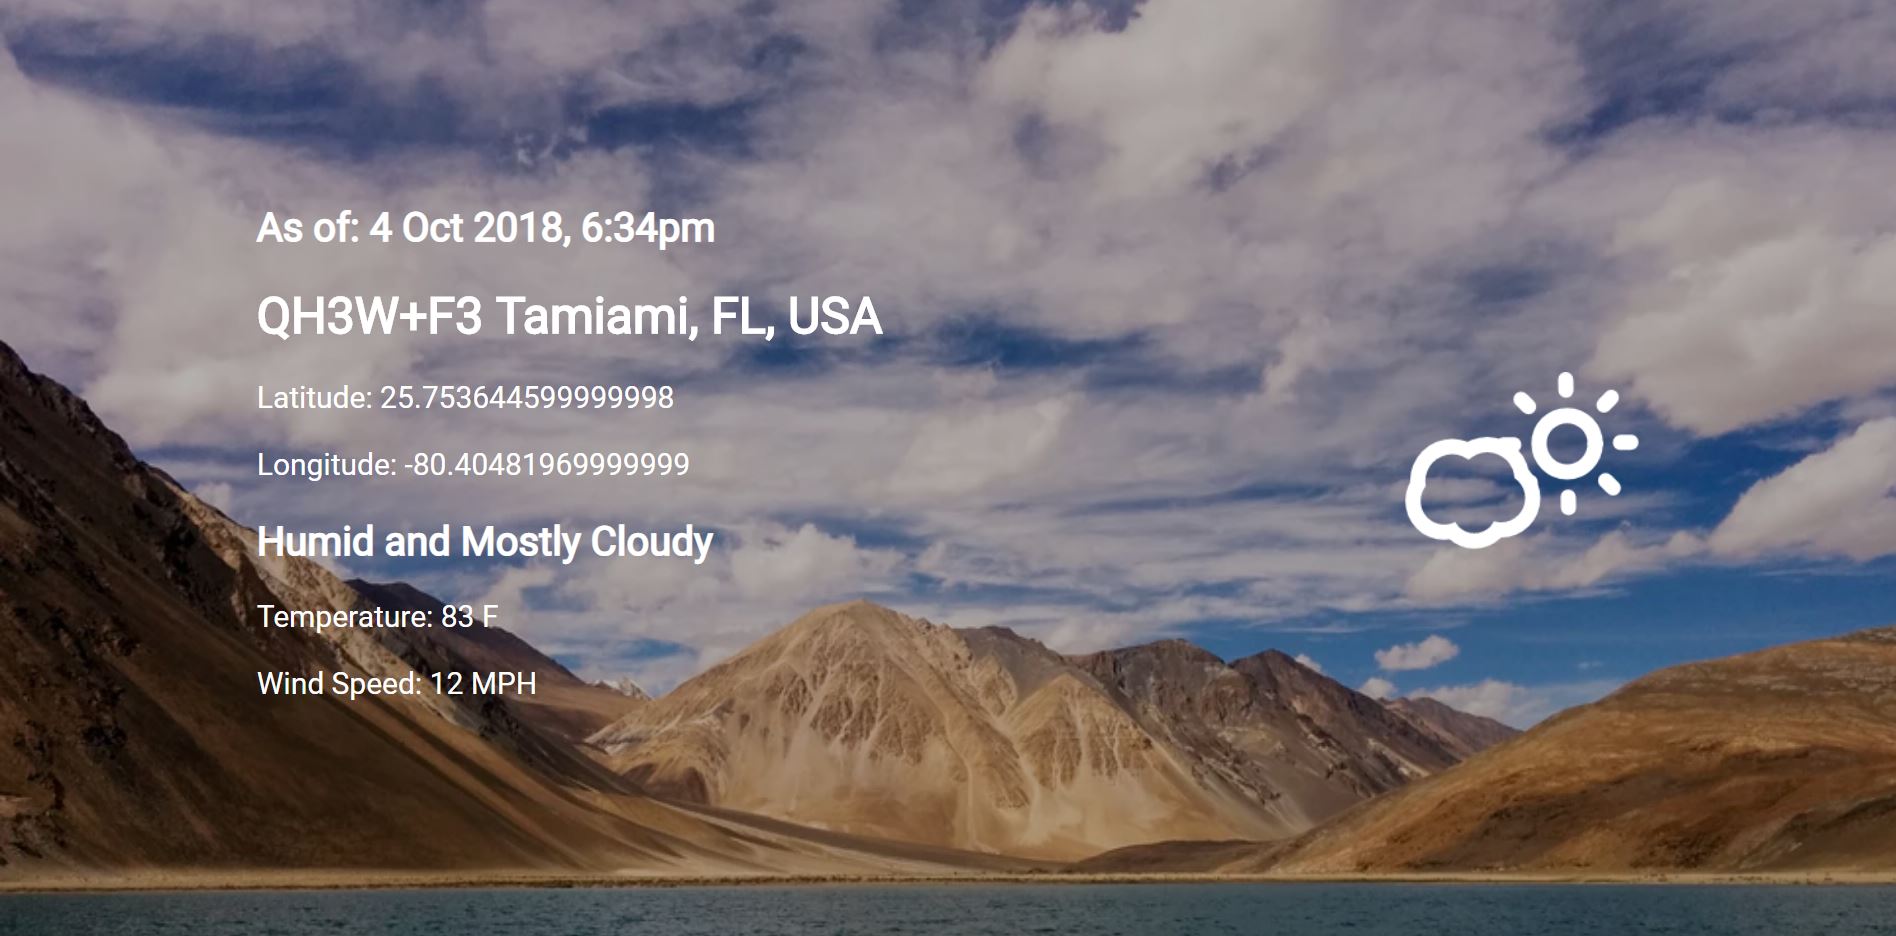 As of: 4 Oct 2018, 6:34pm
QH3W+F3 Tamiami, FL, USA
Latitude: 25.753644599999998
Longitude: -80.40481969999999
Humid and Mostly Cloudy
Temperature: 83 F
Wind Speed: 12 MPH